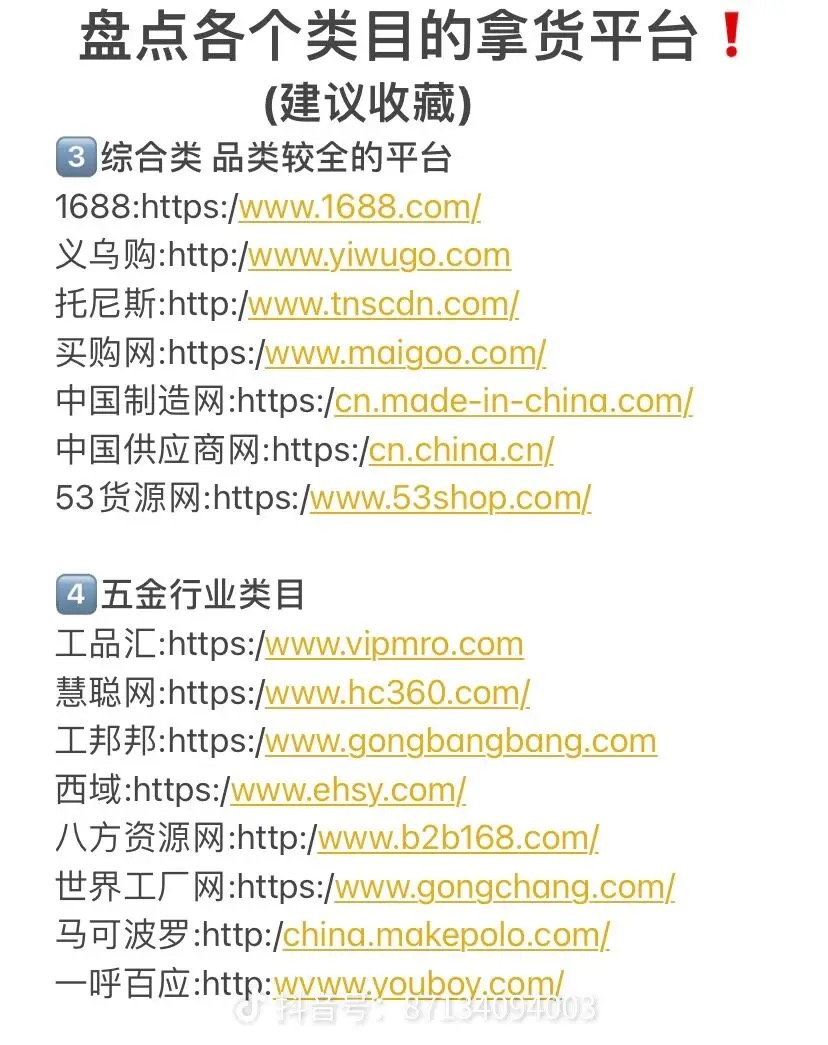 盘点各个类目的拿货平台❗
(建议收藏)
3️⃣综合类 品类较全的平台
1688:https:/www.1688.com/
义乌购:http:/www.yiwugo.com
托尼斯:http:/www.tnscdn.com/
买购网:https:/www.maigoo.com/
中国制造网:https:/cn.made-in-china.com/
中国供应商网:https:/cn.china.cn/
53货源网:https:/www.53shop.com/
4️⃣五金行业类目
工品汇:https:/www.vipmro.com
慧聪网:https:/www.hc360.com/
工邦邦:https:/www.gongbangbang.com
西域:https:/www.ehsy.com/
八方资源网:http:/www.b2b168.com/
世界工厂网:https:/www.gongchang.com/
马可波罗:http:/china.makepolo.com/
一呼百应:http:wvww.youboy.com/
抖音号：87134094003